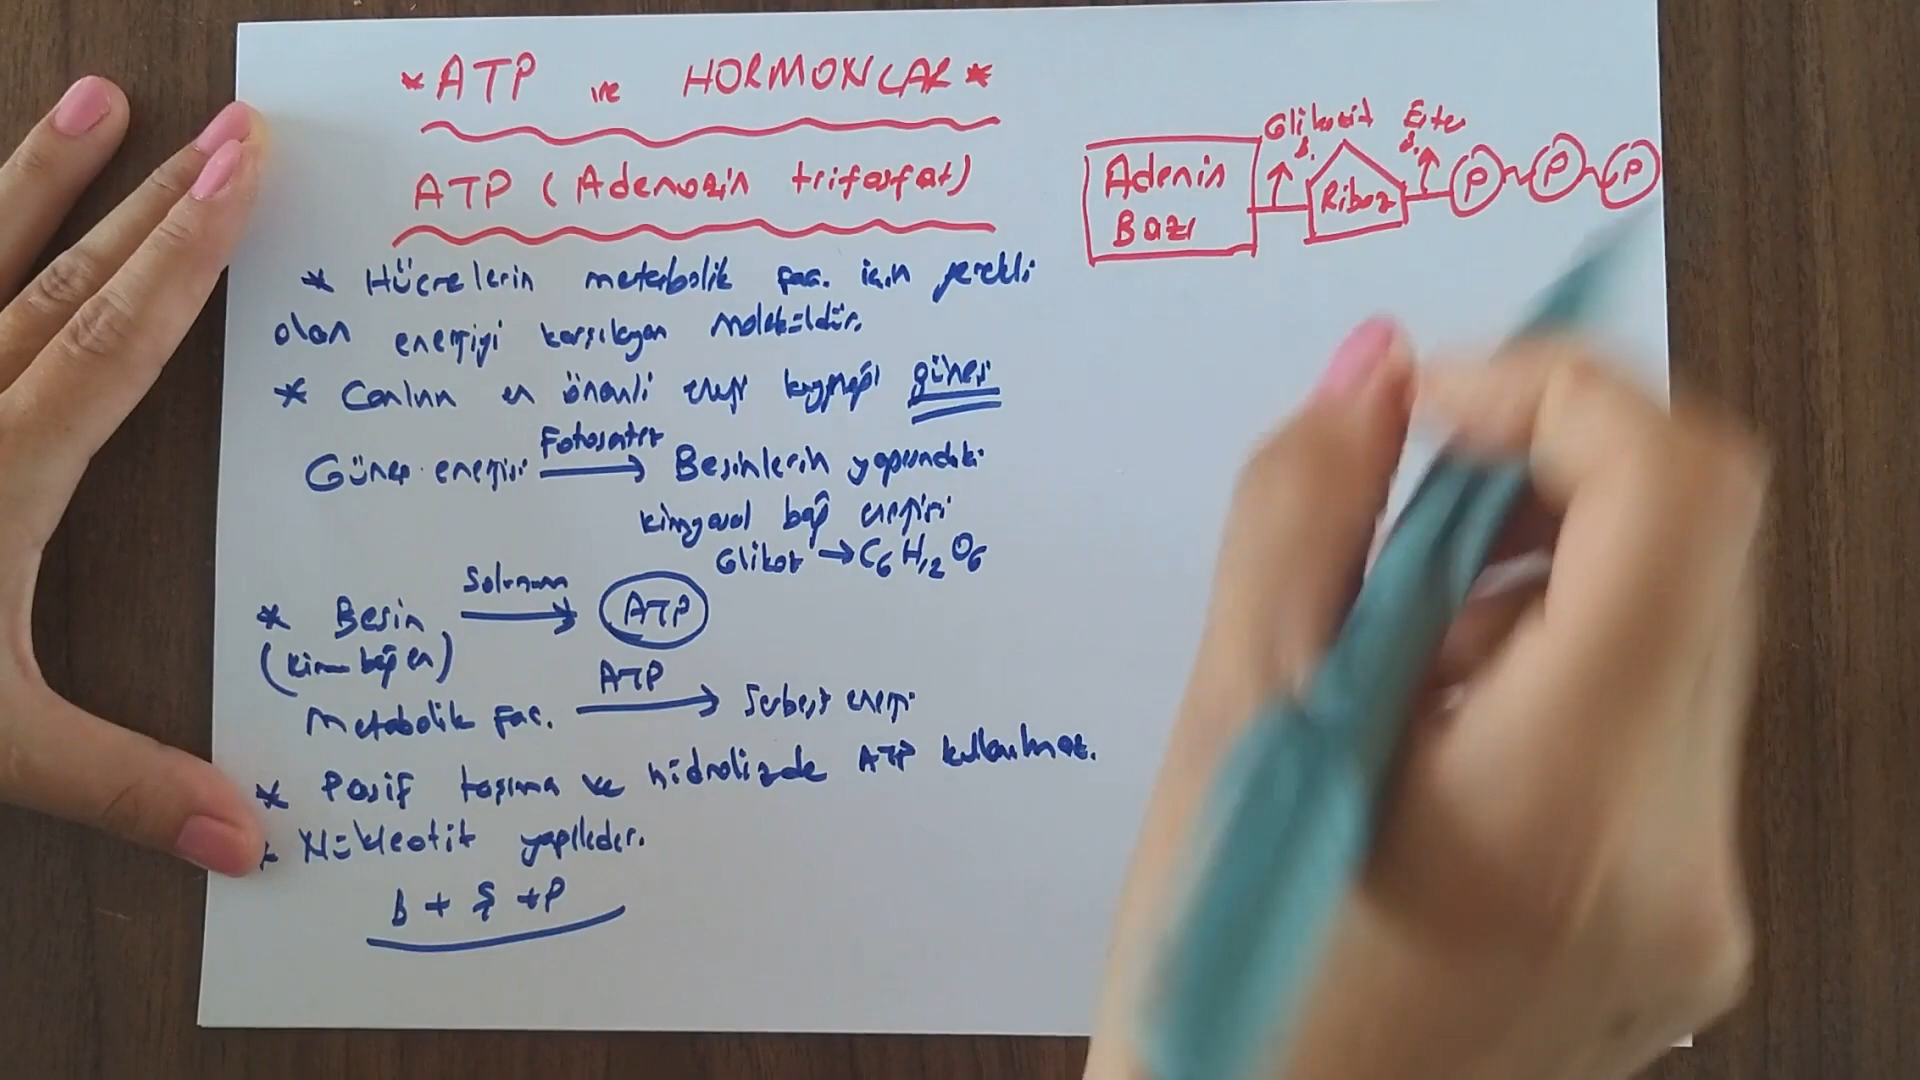 * ATP ve HORMONLAR *
ATP (Adenozin trifosfat)
* Hücrelerin metabolik faa. için gerekli
olan enerjiyi karşılayan moleküldür.
* Canlının en önemli enerji kaynağı güneş
Fotosentez
Güneş enerjisi → Besinlerin yapısındaki
kimyasal bağ enerjisi
Glikoz → C6 H12 O6
Solunum
* Besin → ATP
(kim bağ en)
ATP
Metabolik faa. → Serbest enerji
* Pasif taşıma ve hidrolizde ATP kullanılmaz.
* Nükleotit yapılıdır.
b + ş + P
Glikozit Ester
b. b.
Adenin Riboz P P P
Bazı